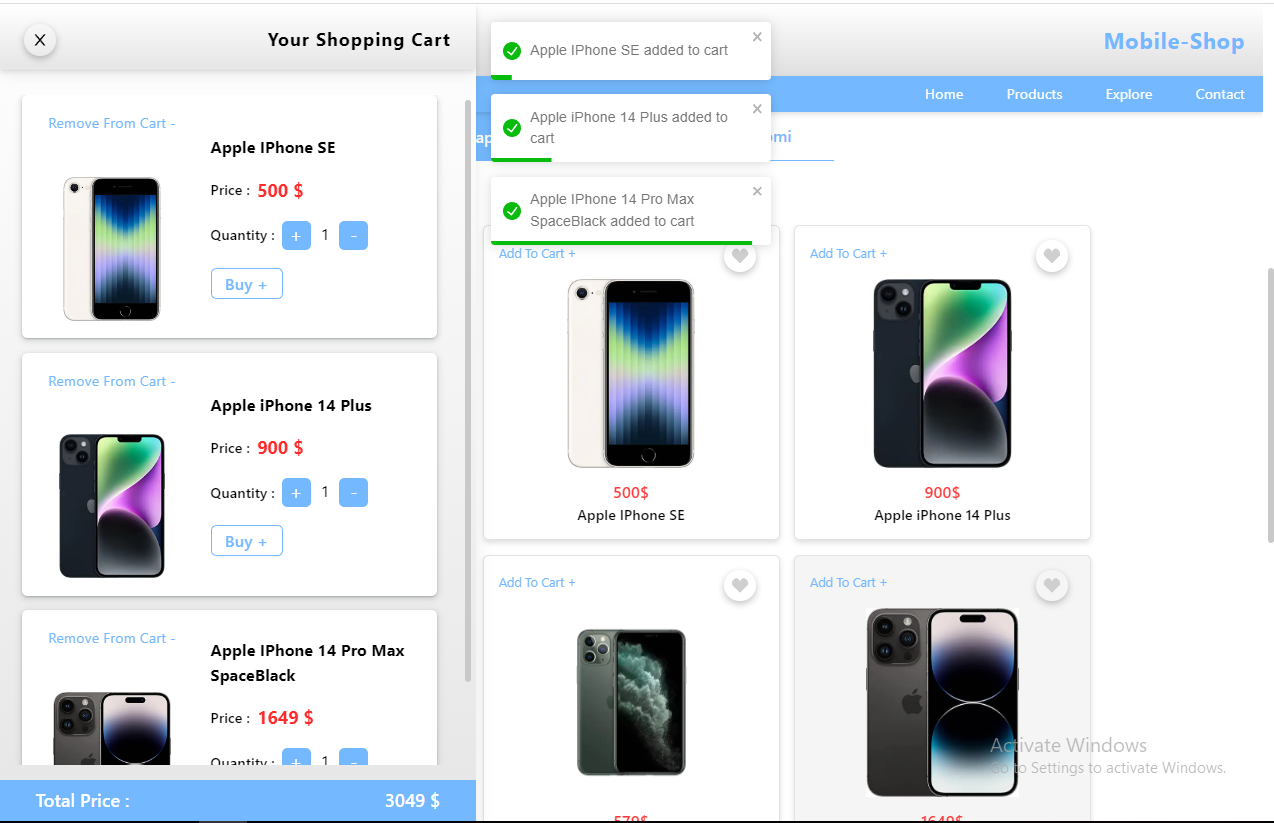 X
Your Shopping Cart
Remove From Cart -
Apple IPhone SE
Price : 500 $
Quantity : + 1 -
Buy +
Remove From Cart -
Apple iPhone 14 Plus
Price : 900 $
Quantity : + 1 -
Buy +
Remove From Cart -
Apple IPhone 14 Pro Max
SpaceBlack
Price : 1649 $
Quantity : + 1 -
Total Price : 3049 $
Apple IPhone SE added to cart
Apple iPhone 14 Plus added to
cart
Apple IPhone 14 Pro Max
SpaceBlack added to cart
Mobile-Shop
Home Products Explore Contact
Add To Cart +
500$
Apple IPhone SE
Add To Cart +
900$
Apple iPhone 14 Plus
Add To Cart +
579$
Add To Cart +
1649$
Activate Windows
Go to Settings to activate Windows.